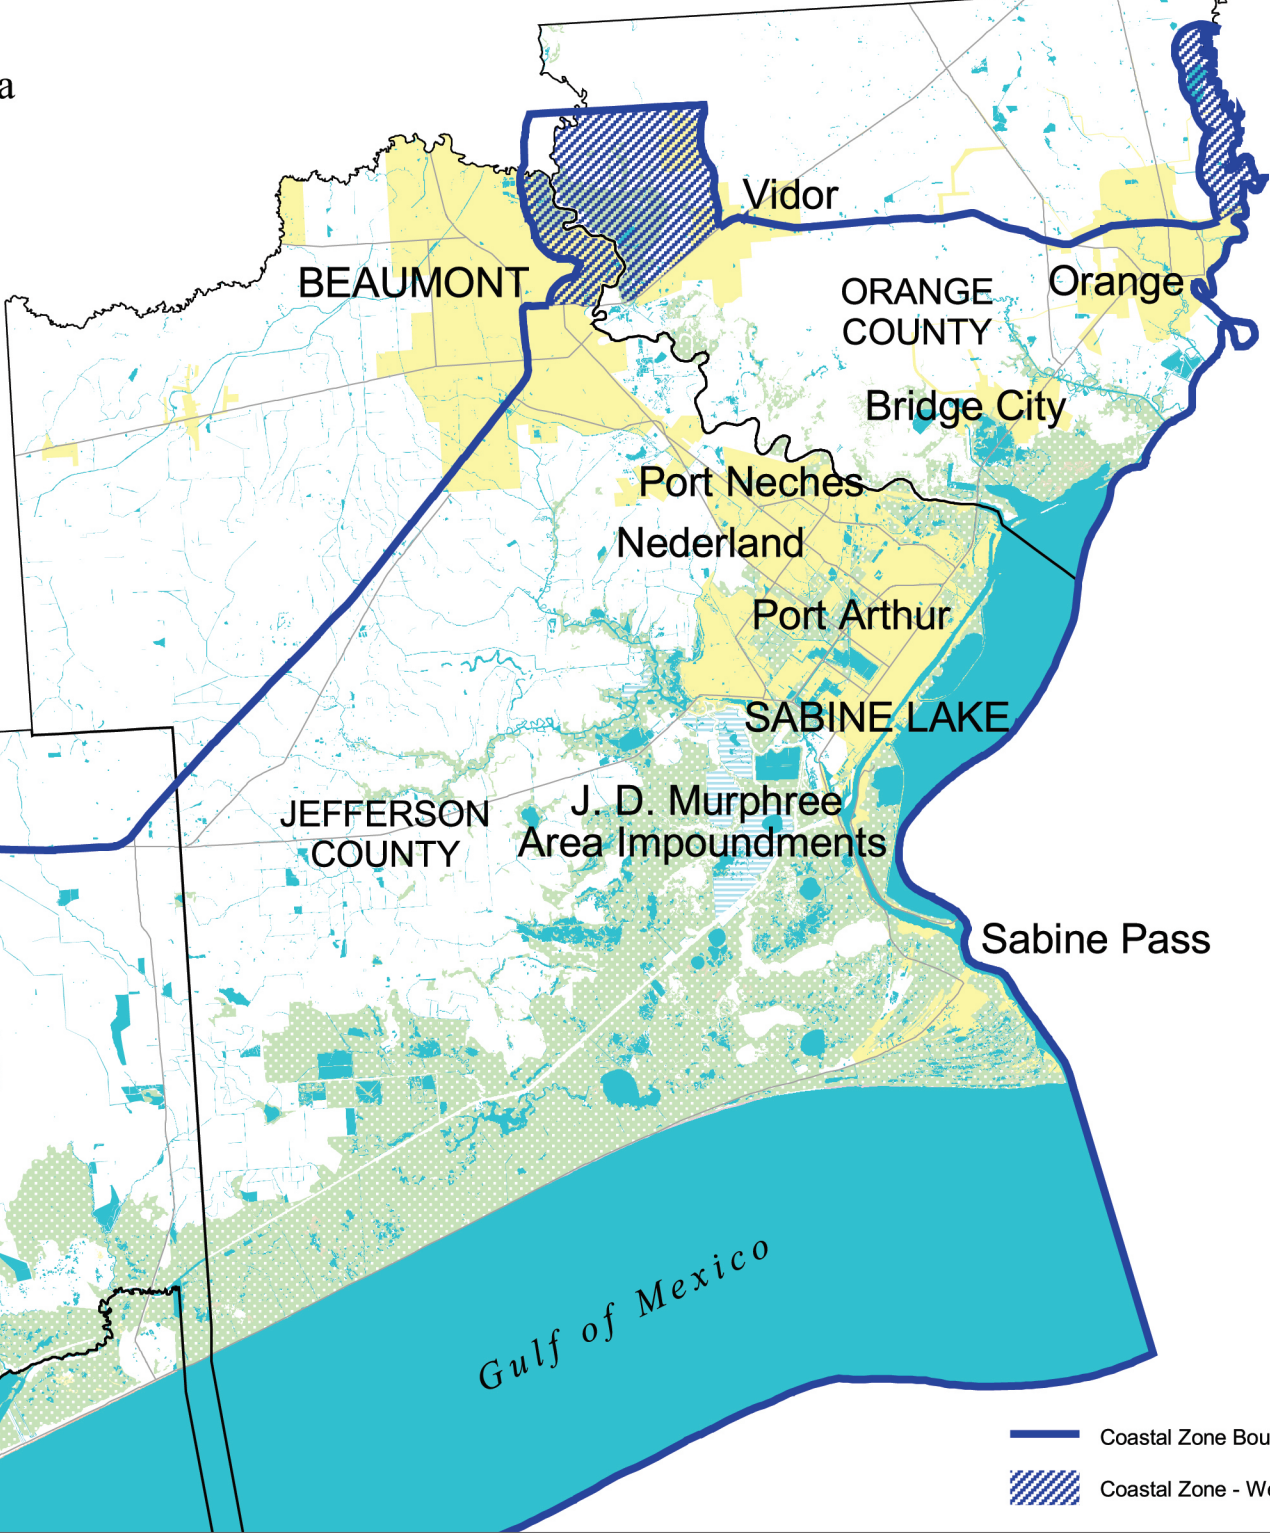 a
Vidor
BEAUMONT
Orange
ORANGE
COUNTY
Bridge City
Port Neches
Nederland
Port Arthur
SABINE LAKE
J. D. Murphree
Area Impoundments
JEFFERSON
COUNTY
Sabine Pass
Gulf of Mexico
Coastal Zone Bou
Coastal Zone - We